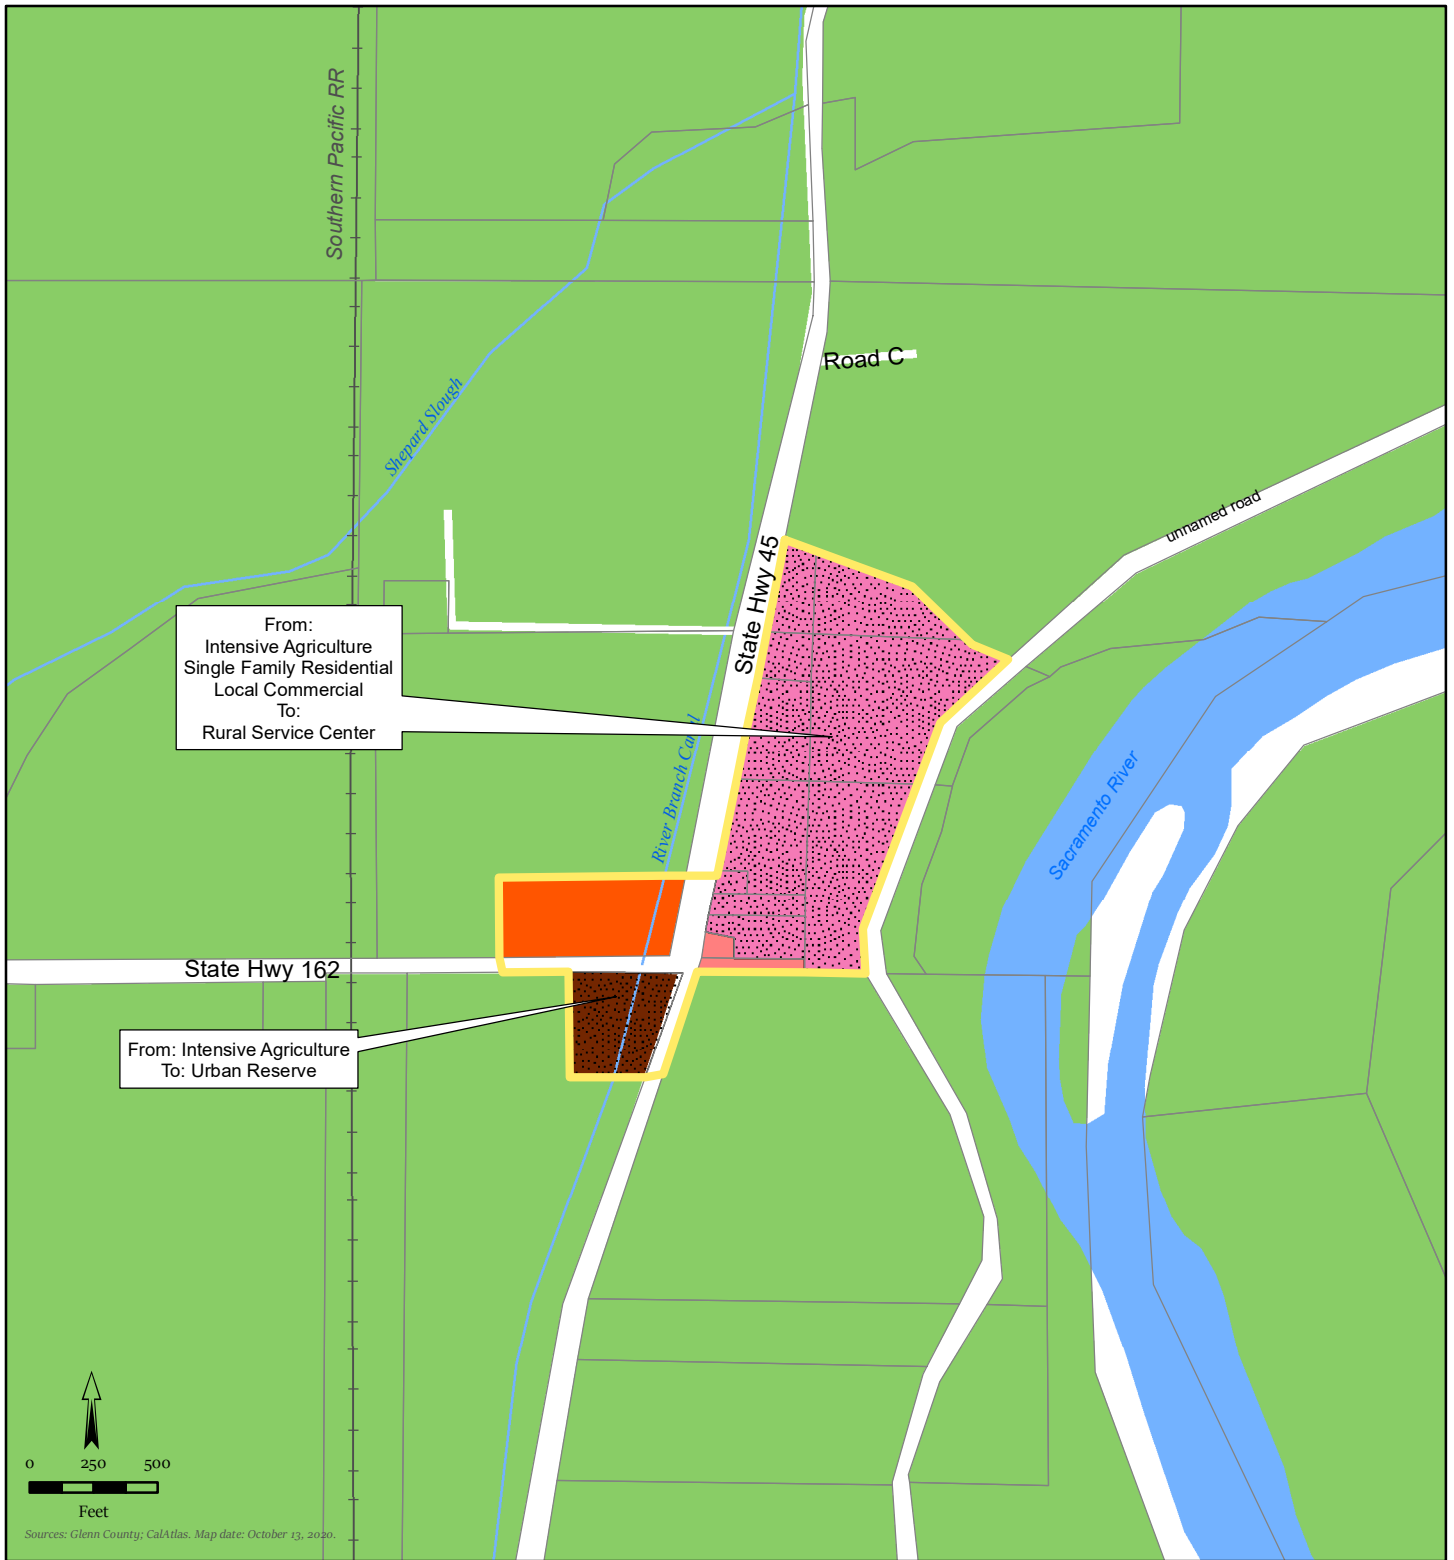 Southern Pacific RR
Road C
Shepard Slough
unnamed road
State Hwy 45
From:
Intensive Agriculture
Single Family Residential
Local Commercial
To:
Rural Service Center
River Branch Canal
Sacramento River
State Hwy 162
From: Intensive Agriculture
To: Urban Reserve
0 250 500
Feet
Sources: Glenn County; CalAtlas. Map date: October 13, 2020.